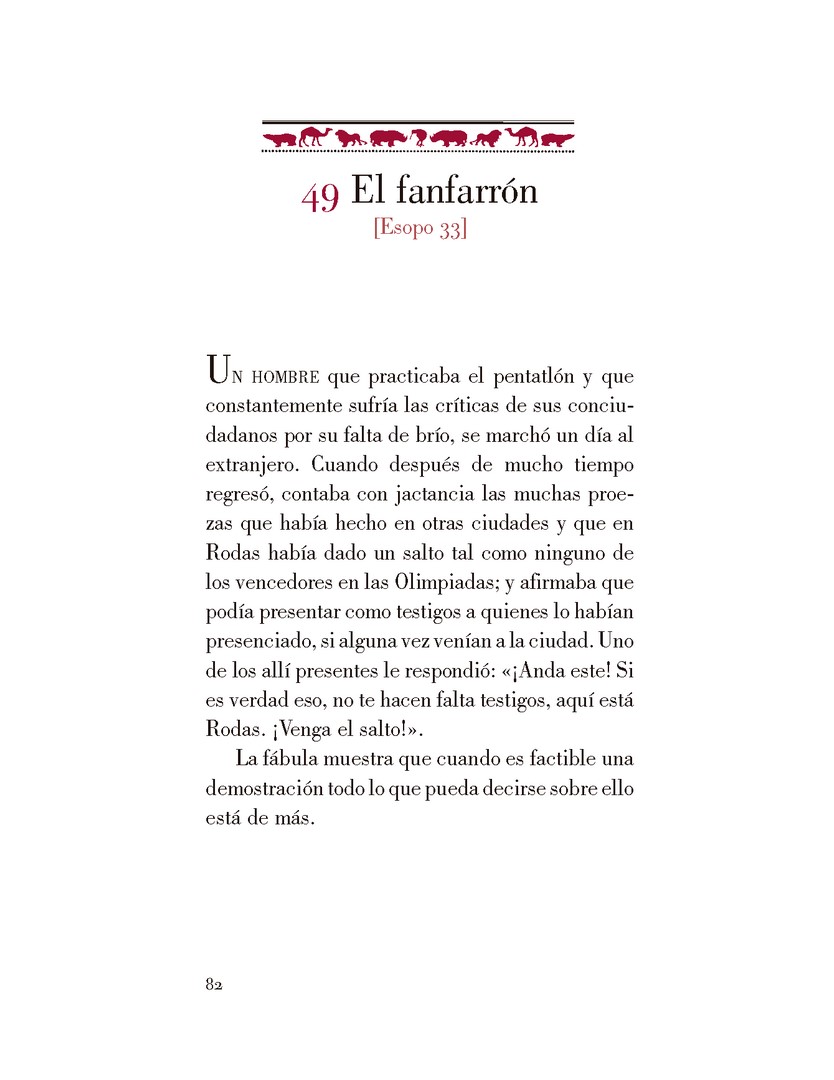 49 El fanfarrón
[Esopo 33]
UN HOMBRE que practicaba el pentatlón y que
constantemente sufría las críticas de sus conciu-
dadanos por su falta de brío, se marchó un día al
extranjero. Cuando después de mucho tiempo
regresó, contaba con jactancia las muchas proe-
zas que había hecho en otras ciudades y que en
Rodas había dado un salto tal como ninguno de
los vencedores en las Olimpiadas; y afirmaba que
podía presentar como testigos a quienes lo habían
presenciado, si alguna vez venían a la ciudad. Uno
de los allí presentes le respondió: «¡Anda este! Si
es verdad eso, no te hacen falta testigos, aquí está
Rodas. ¡Venga el salto!».
La fábula muestra que cuando es factible una
demostración todo lo que pueda decirse sobre ello
está de más.
82